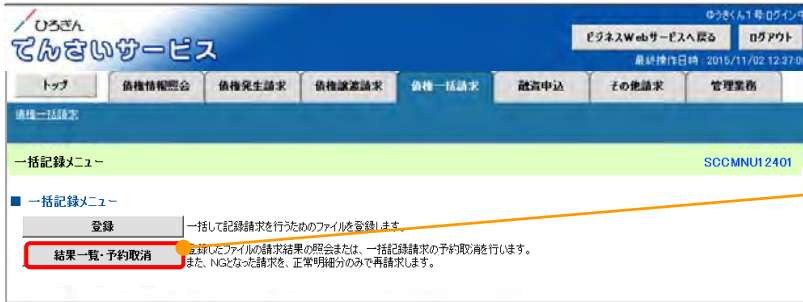 ひろぎん
でんさいサービス
ゆうきくん1号:ログイン中
ビジネスWebサービスへ戻る ログアウト
最終操作日時:2015/11/02 12:37:0
トップ 債権情報照会 債権発生請求 債権譲渡請求 債権一括請求 融資申込 その他請求 管理業務
債権一括請求
一括記録メニュー SCCMNU12401
■ 一括記録メニュー
登録 一括して記録請求を行うためのファイルを登録します。
結果一覧・予約取消 登録したファイルの請求結果の照会または、一括記録請求の予約取消を行います。
また、NGとなった請求を、正常明細分のみで再請求します。